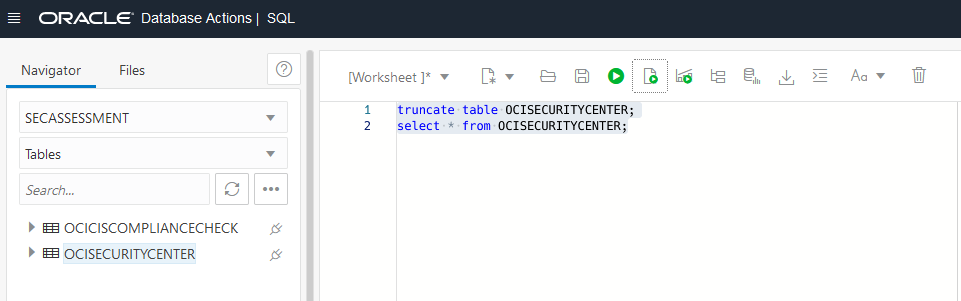 ORACLE Database Actions | SQL
Navigator
Files
SECASSESSMENT
Tables
Search...
OCICISCOMPLIANCECHECK
OCISECURITYCENTER
[Worksheet ]*
Aa
1 truncate table OCISECURITYCENTER;
2 select * from OCISECURITYCENTER;